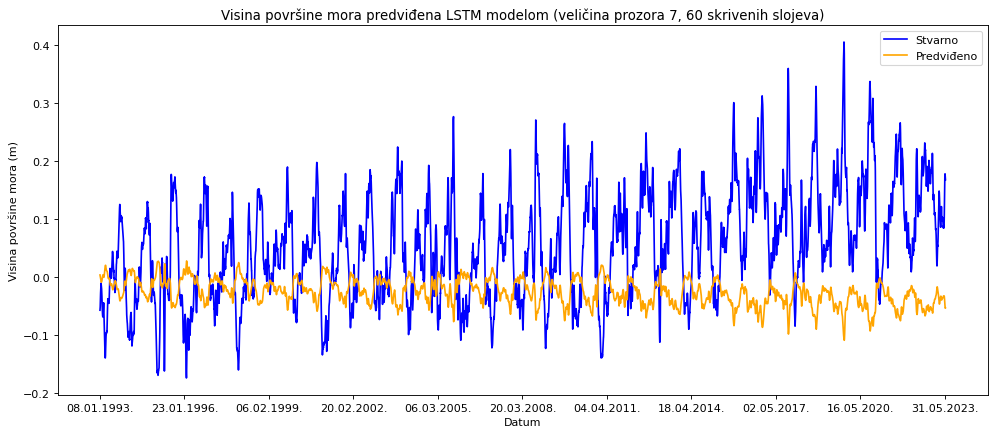 Visina površine mora predviđena LSTM modelom (veličina prozora 7, 60 skrivenih slojeva)
Stvarno
Predviđeno
Visina površine mora (m)
0.4
0.3
0.2
0.1
0.0
−0.1
−0.2
08.01.1993. 23.01.1996. 06.02.1999. 20.02.2002. 06.03.2005. 20.03.2008. 04.04.2011. 18.04.2014. 02.05.2017. 16.05.2020. 31.05.2023.
Datum